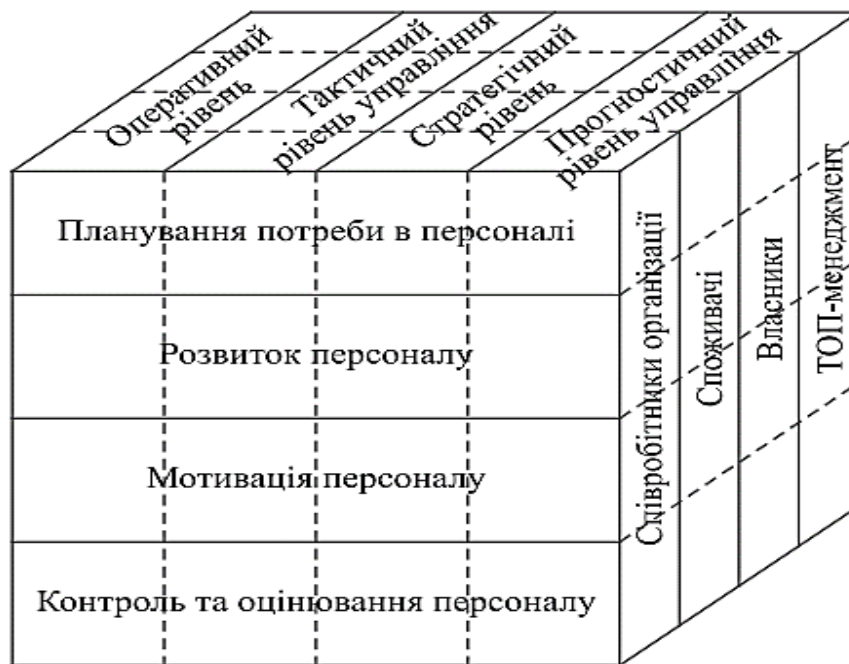 Оперативний
рівень
Тактичний
рівень управління
Стратегічний
рівень
Прогностичний
рівень управління
Планування потреби в персоналі
Розвиток персоналу
Мотивація персоналу
Контроль та оцінювання персоналу
Співробітники організації
Споживачі
Власники
ТОП-менеджмент